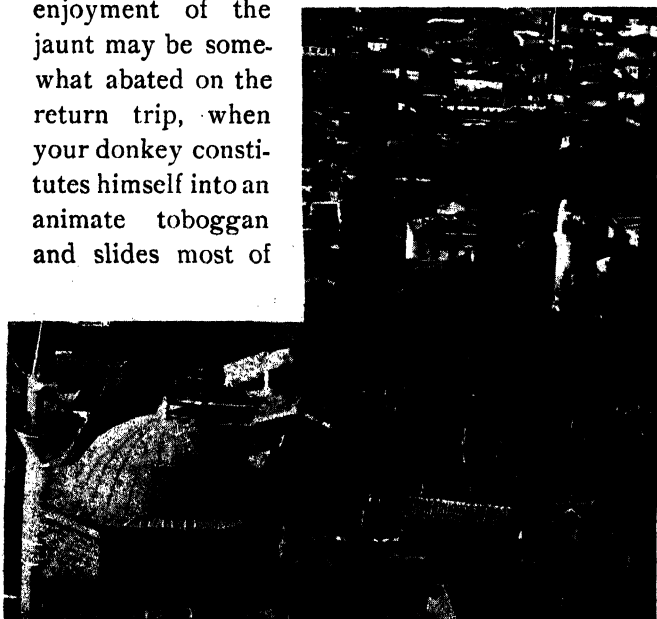 enjoyment of the
jaunt may be some-
what abated on the
return trip, when
your donkey consti-
tutes himself into an
animate toboggan
and slides most of